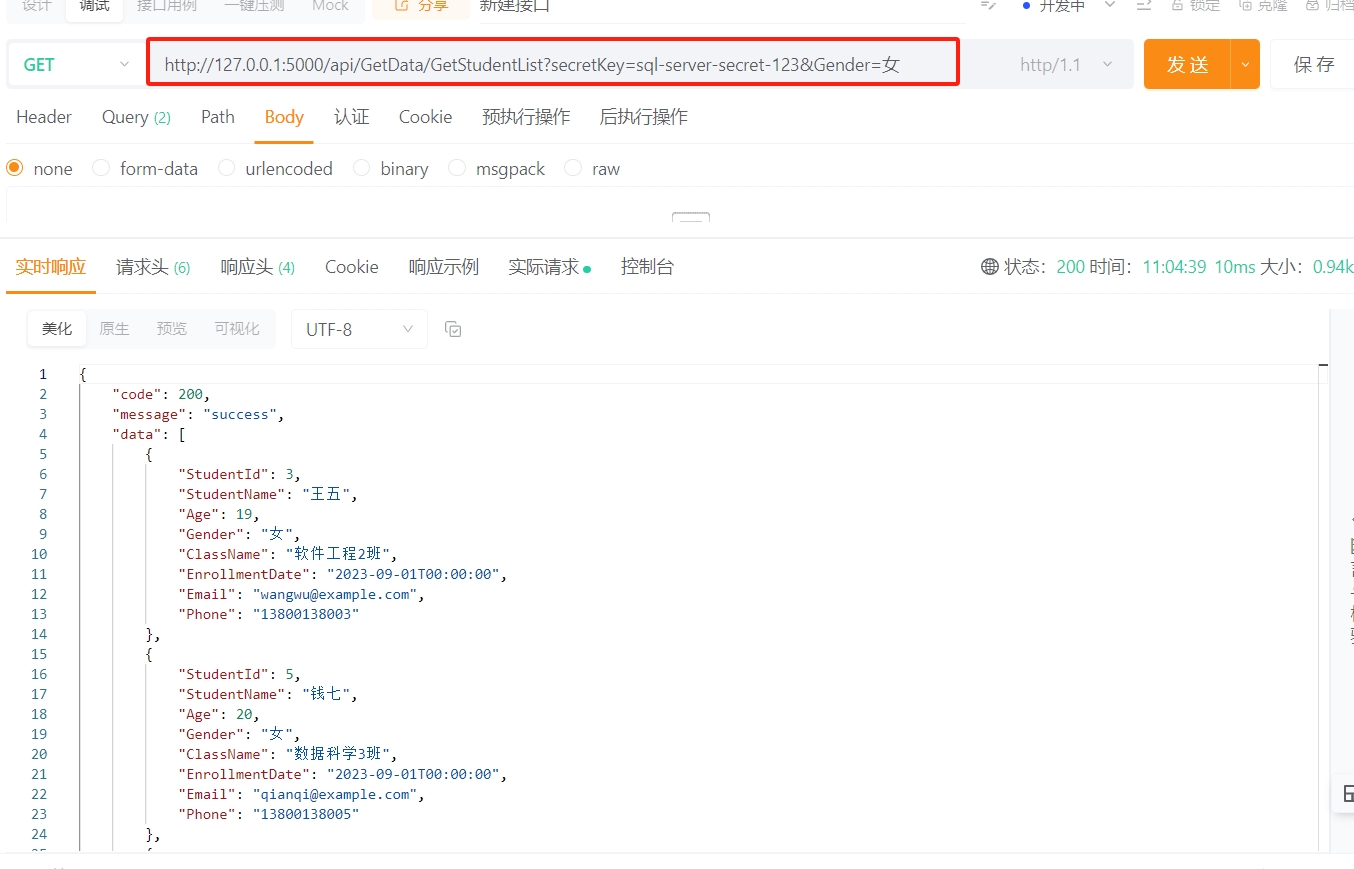 设计 调试 接口用例 一键压测 Mock 分享 新建接口 开发中 锁定 克隆 归档
GET http://127.0.0.1:5000/api/GetData/GetStudentList?secretKey=sql-server-secret-123&Gender=女 http/1.1 发送 保存
Header Query (2) Path Body 认证 Cookie 预执行操作 后执行操作
none form-data urlencoded binary msgpack raw
实时响应 请求头 (6) 响应头 (4) Cookie 响应示例 实际请求 控制台 状态: 200 时间: 11:04:39 10ms 大小: 0.94k
美化 原生 预览 可视化 UTF-8
1 {
2 "code": 200,
3 "message": "success",
4 "data": [
5 {
6 "StudentId": 3,
7 "StudentName": "王五",
8 "Age": 19,
9 "Gender": "女",
10 "ClassName": "软件工程2班",
11 "EnrollmentDate": "2023-09-01T00:00:00",
12 "Email": "wangwu@example.com",
13 "Phone": "13800138003"
14 },
15 {
16 "StudentId": 5,
17 "StudentName": "钱七",
18 "Age": 20,
19 "Gender": "女",
20 "ClassName": "数据科学3班",
21 "EnrollmentDate": "2023-09-01T00:00:00",
22 "Email": "qianqi@example.com",
23 "Phone": "13800138005"
24 },